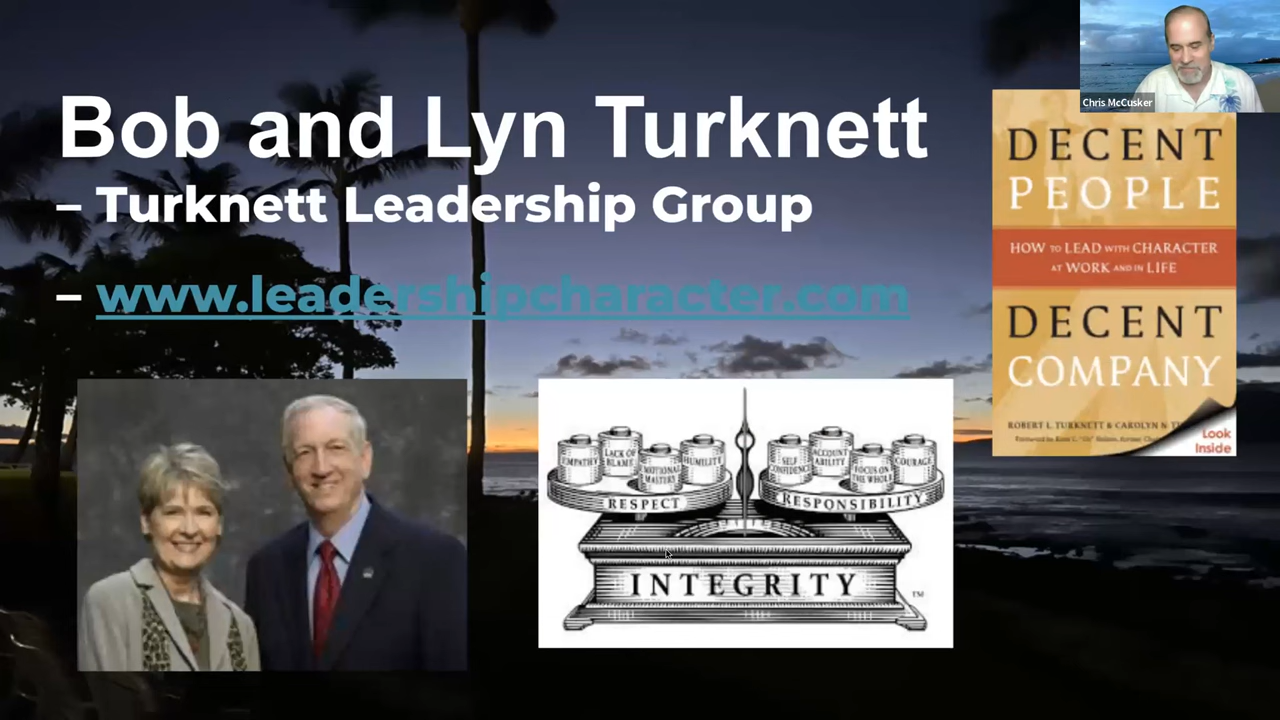 Bob and Lyn Turknett
– Turknett Leadership Group
– www.leadershipcharacter.com
Chris McCusker
DECENT
PEOPLE
HOW TO LEAD WITH CHARACTER
AT WORK AND IN LIFE
DECENT
COMPANY
ROBERT L. TURKNETT & CAROLYN N.
Look
Inside
EMPATHY
LACK OF
BLAME
EMOTIONAL
MASTERY
HUMILITY
RESPECT
SELF
CONFIDENCE
ACCOUNT
ABILITY
FOCUS ON
THE WHOLE
COURAGE
RESPONSIBILITY
INTEGRITY
TM